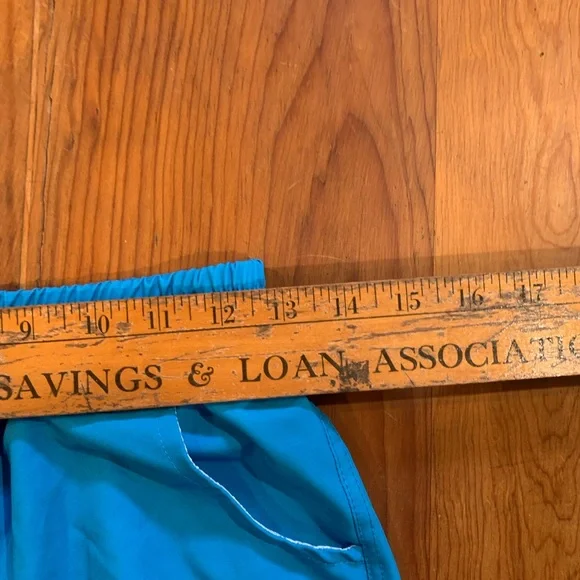 9 10 11 12 13 14 15 16 17
SAVINGS & LOAN ASSOCIATIO